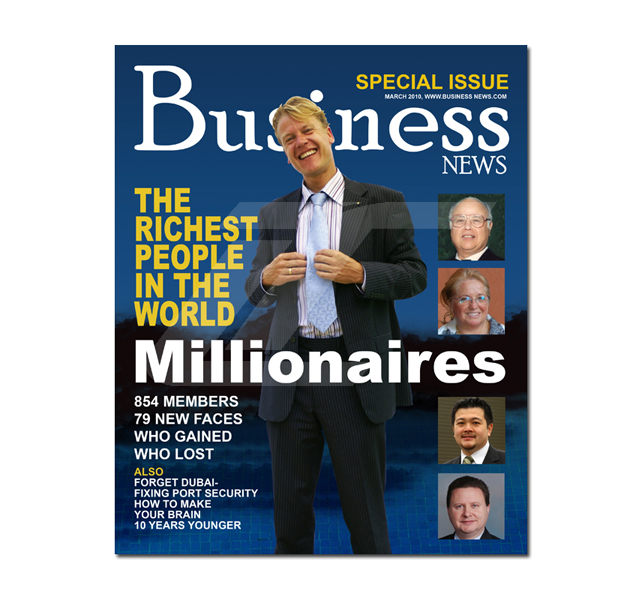 Business
SPECIAL ISSUE
MARCH 2010, WWW.BUSINESS NEWS.COM
NEWS
THE
RICHEST
PEOPLE
IN THE
WORLD
Millionaires
854 MEMBERS
79 NEW FACES
WHO GAINED
WHO LOST
ALSO
FORGET DUBAI-
FIXING PORT SECURITY
HOW TO MAKE
YOUR BRAIN
10 YEARS YOUNGER